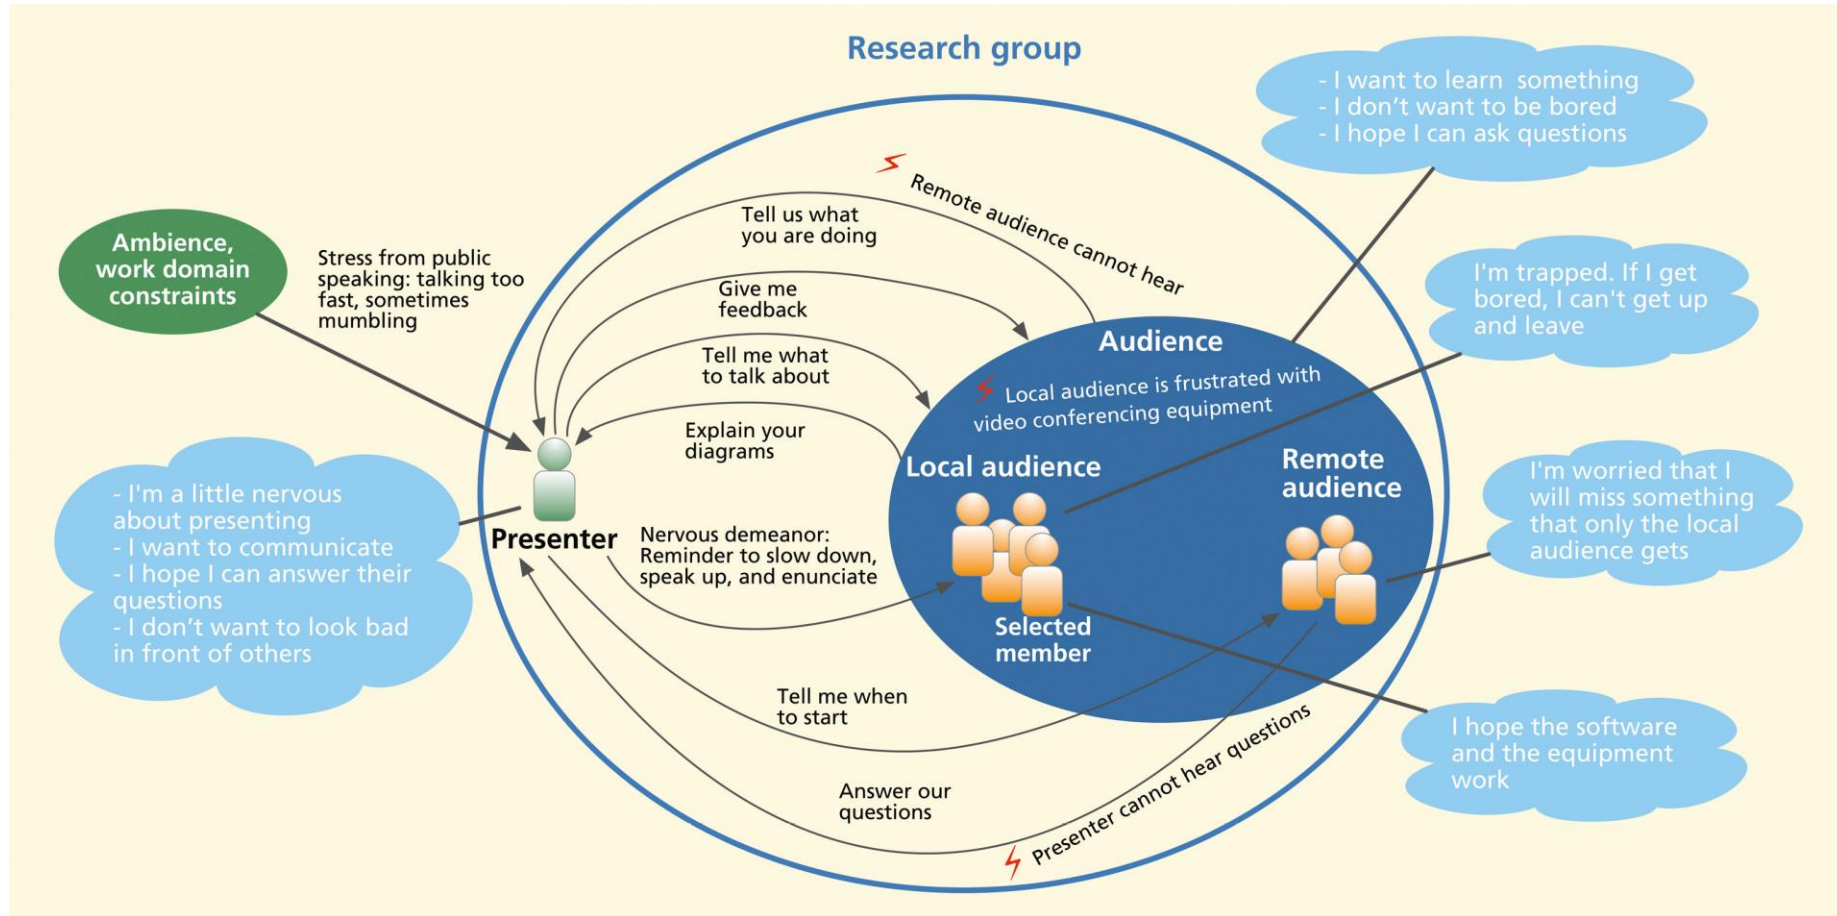 Research group
- I want to learn  something
- I don’t want to be bored
- I hope I can ask questions
Remote audience cannot hear
Tell us what
you are doing
Ambience,
work domain
constraints
Stress from public
speaking: talking too
fast, sometimes
mumbling
I'm trapped. If I get
bored, I can't get up
and leave
Give me
feedback
Audience
Tell me what
to talk about
Local audience is frustrated with
video conferencing equipment
Explain your
diagrams
Local audience
Remote
audience
I'm worried that I
will miss something
that only the local
audience gets
- I'm a little nervous
about presenting
- I want to communicate
- I hope I can answer their
questions
- I don’t want to look bad
in front of others
Presenter
Nervous demeanor:
Reminder to slow down,
speak up, and enunciate
Selected
member
Tell me when
to start
I hope the software
and the equipment
work
Answer our
questions
Presenter cannot hear questions